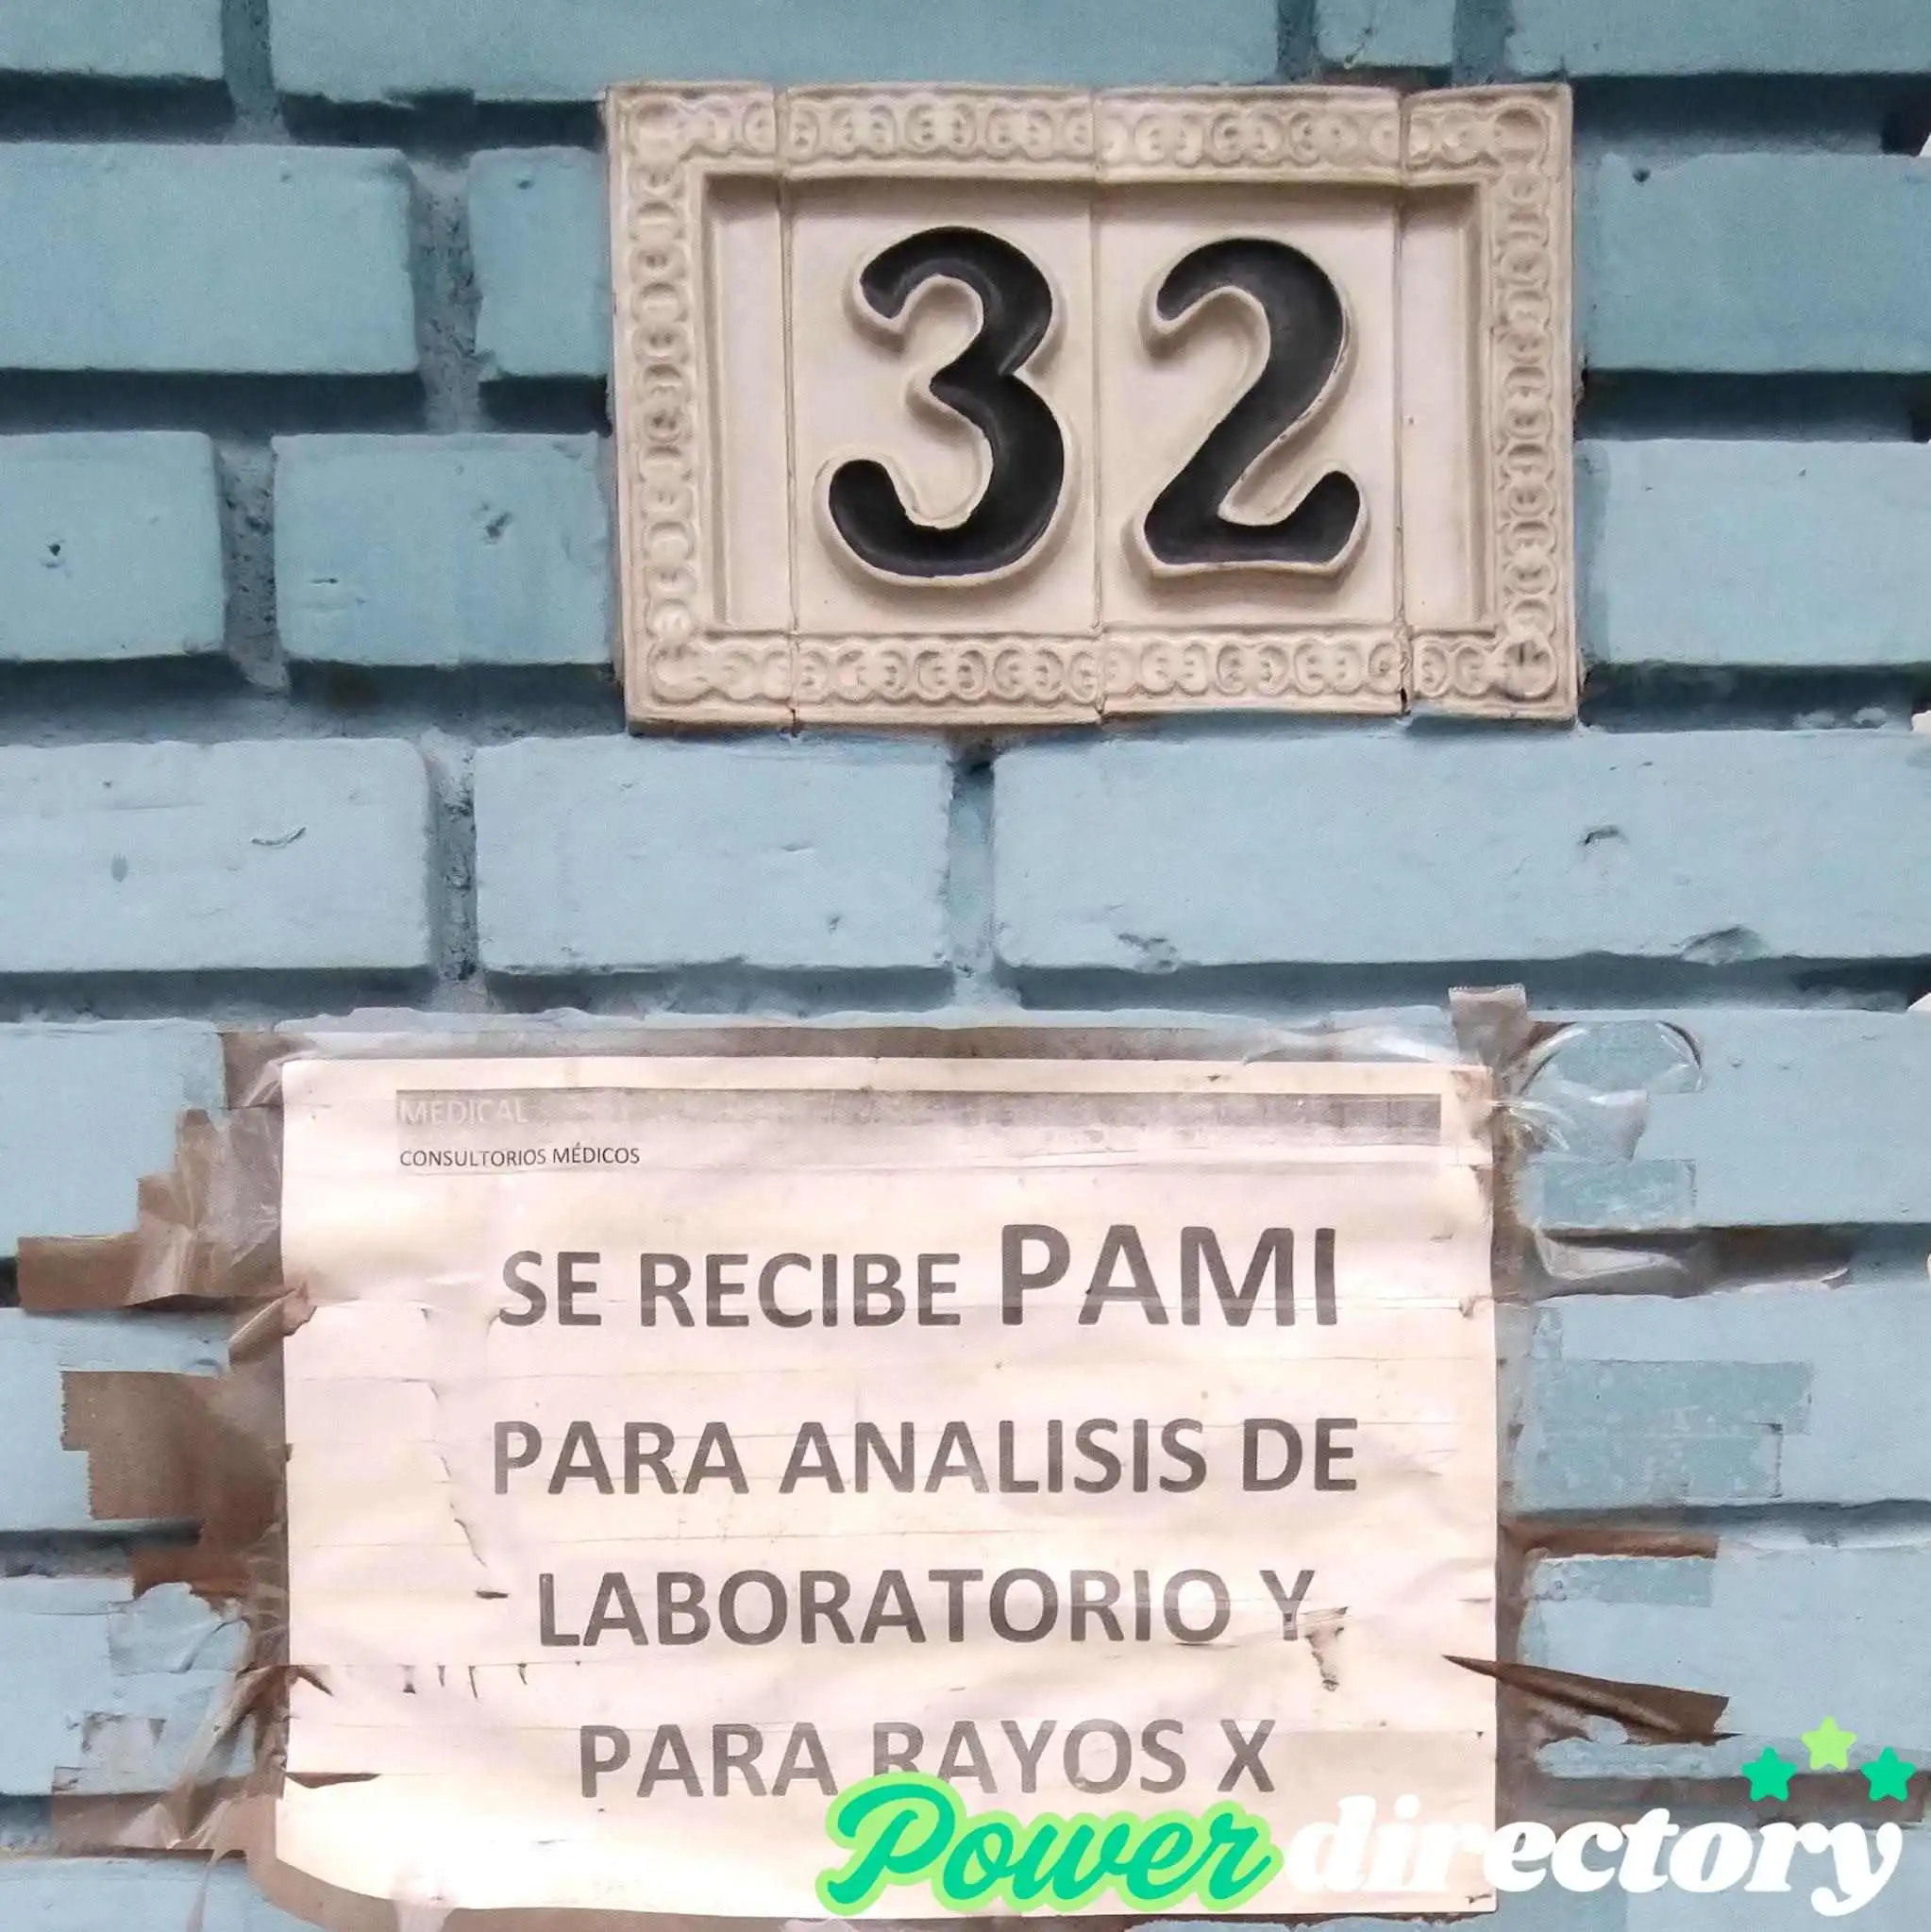 32
MEDICAL
CONSULTORIOS MÉDICOS
SE RECIBE PAMI
PARA ANALISIS DE
LABORATORIO Y
PARA RAYOS X
Power directory